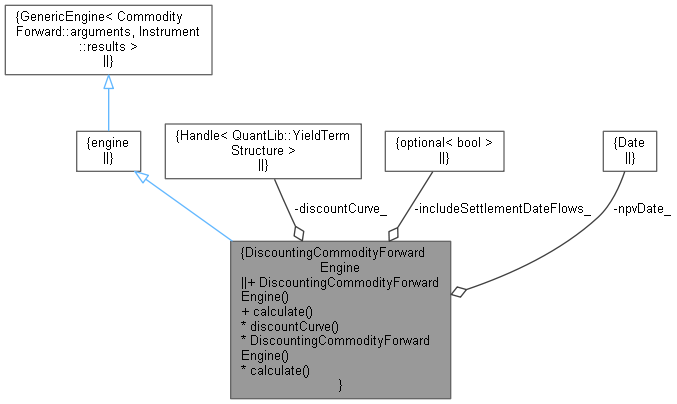 {GenericEngine< Commodity
Forward::arguments, Instrument
::results >
||}
{engine
||}
{Handle< QuantLib::YieldTerm
Structure >
||}
{optional< bool >
||}
{Date
||}
-discountCurve_
-includeSettlementDateFlows_
-npvDate_
{DiscountingCommodityForward
Engine
||+ DiscountingCommodityForward
Engine()
+ calculate()
* discountCurve()
* DiscountingCommodityForward
Engine()
* calculate()
}